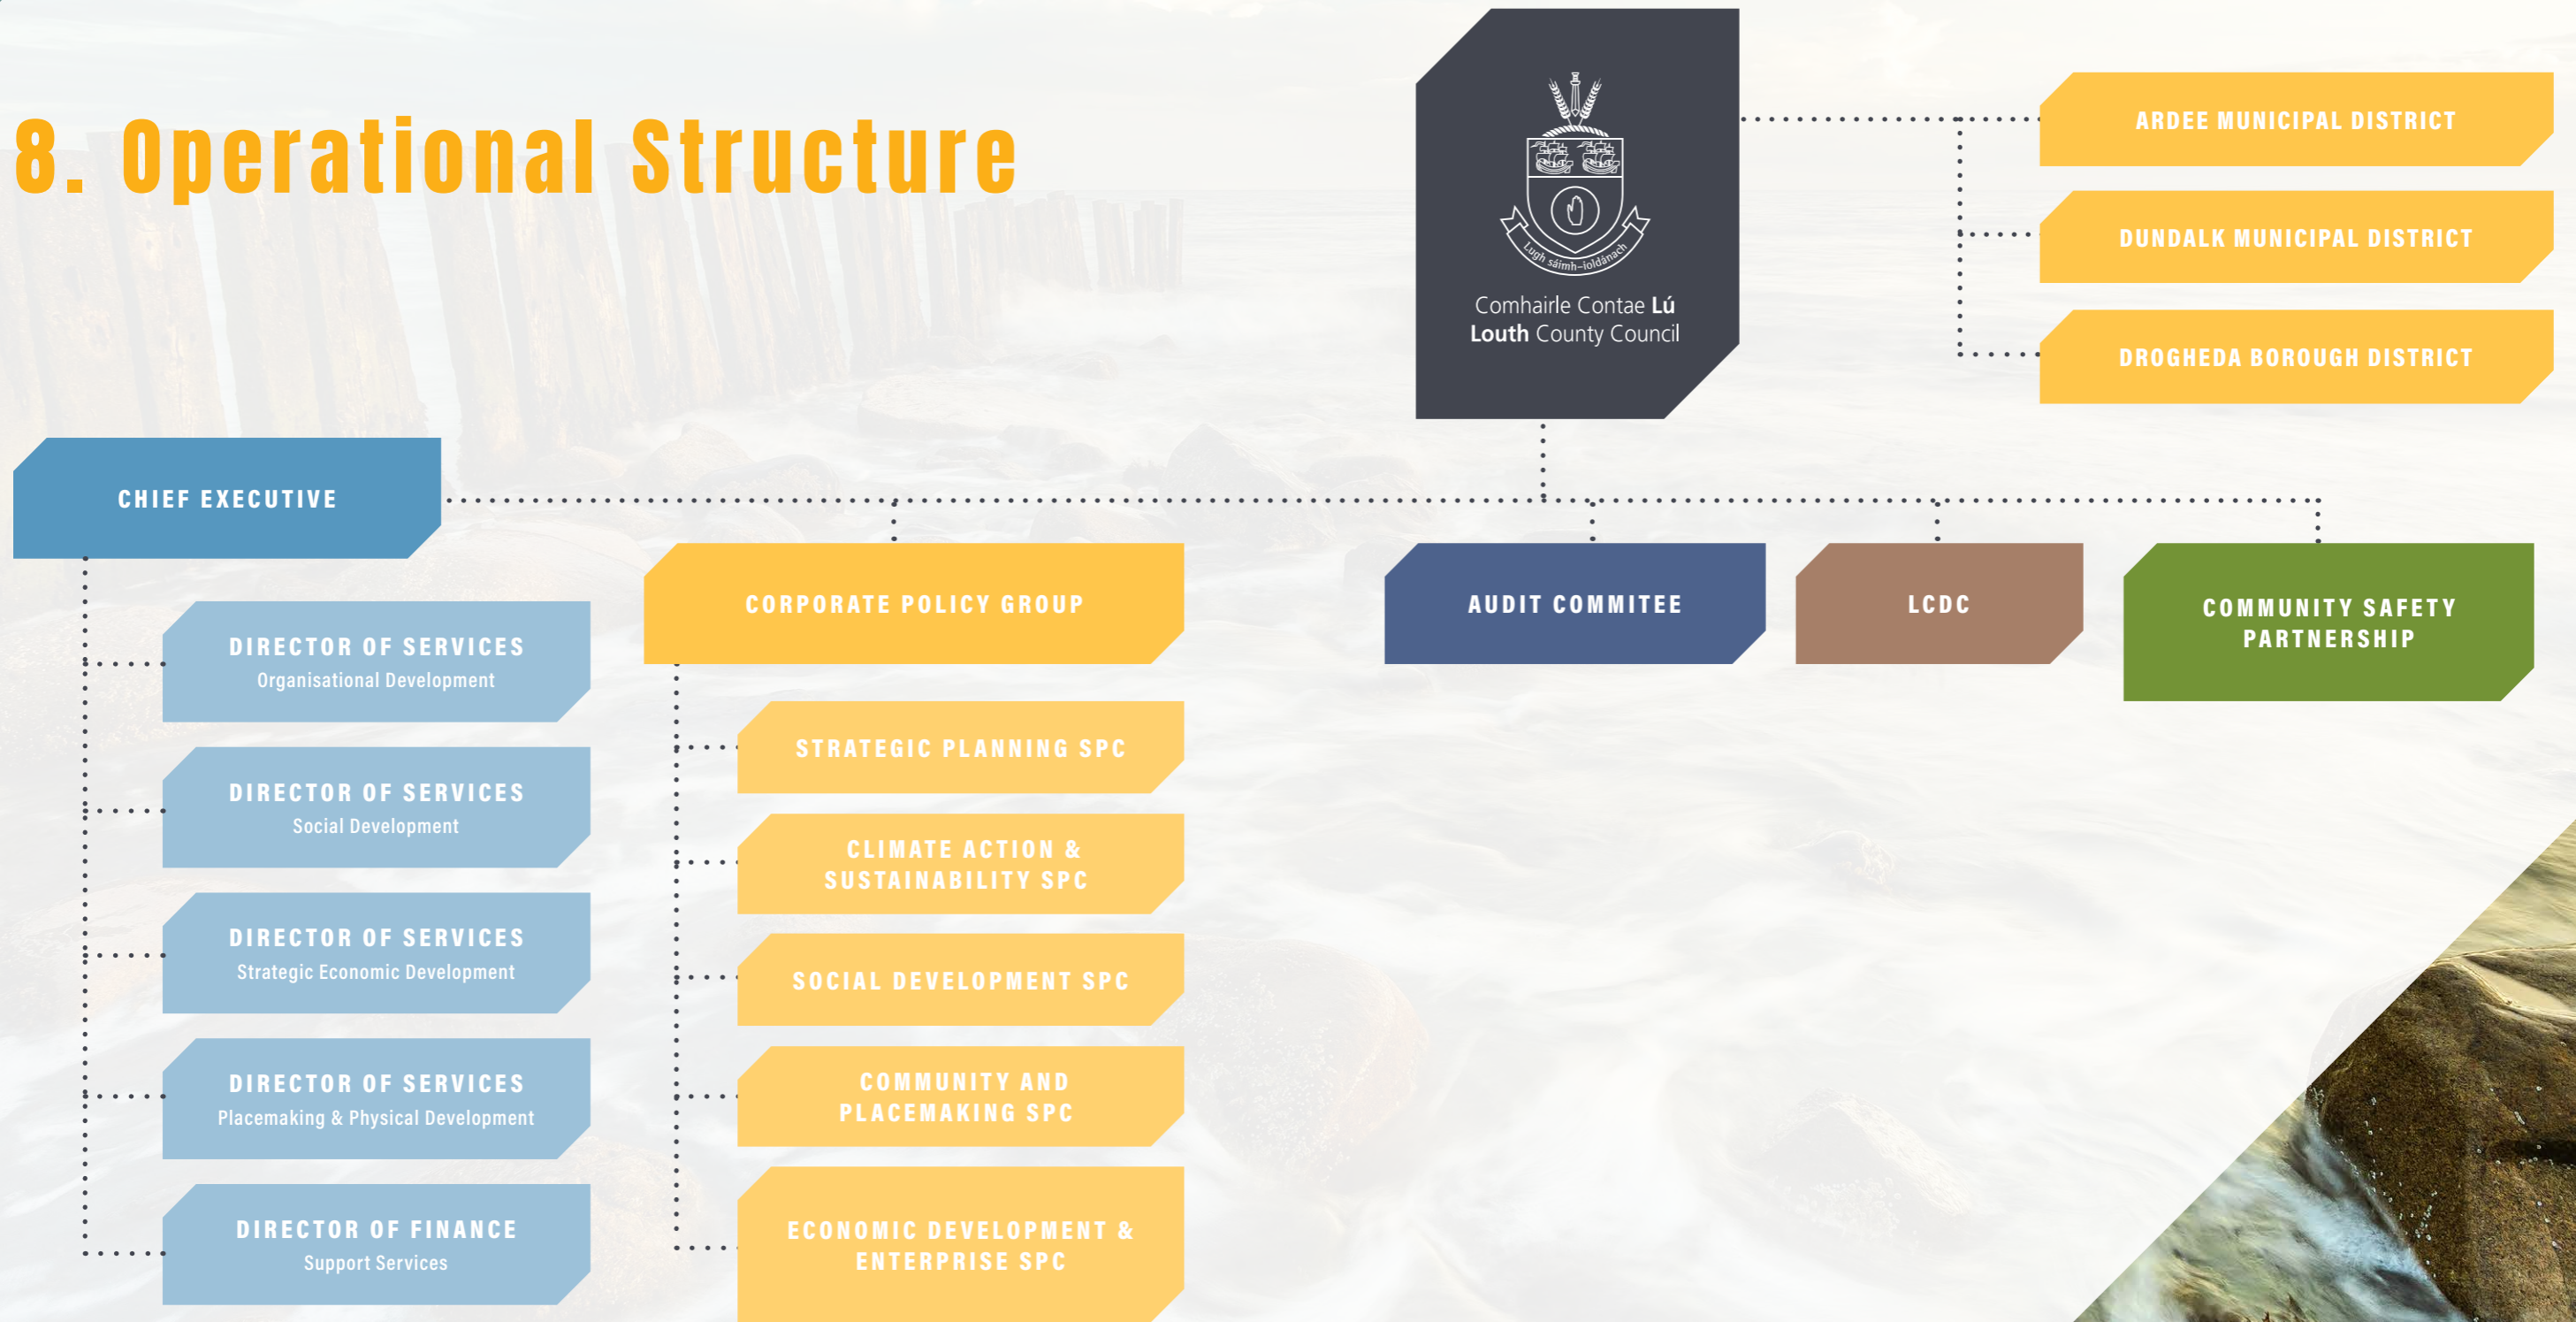 8. Operational Structure
Lugh sáimh-ioldánach
Comhairle Contae Lú
Louth County Council
ARDEE MUNICIPAL DISTRICT
DUNDALK MUNICIPAL DISTRICT
DROGHEDA BOROUGH DISTRICT
CHIEF EXECUTIVE
DIRECTOR OF SERVICES
Organisational Development
DIRECTOR OF SERVICES
Social Development
DIRECTOR OF SERVICES
Strategic Economic Development
DIRECTOR OF SERVICES
Placemaking & Physical Development
DIRECTOR OF FINANCE
Support Services
CORPORATE POLICY GROUP
STRATEGIC PLANNING SPC
CLIMATE ACTION &
SUSTAINABILITY SPC
SOCIAL DEVELOPMENT SPC
COMMUNITY AND
PLACEMAKING SPC
ECONOMIC DEVELOPMENT &
ENTERPRISE SPC
AUDIT COMMITEE
LCDC
COMMUNITY SAFETY
PARTNERSHIP